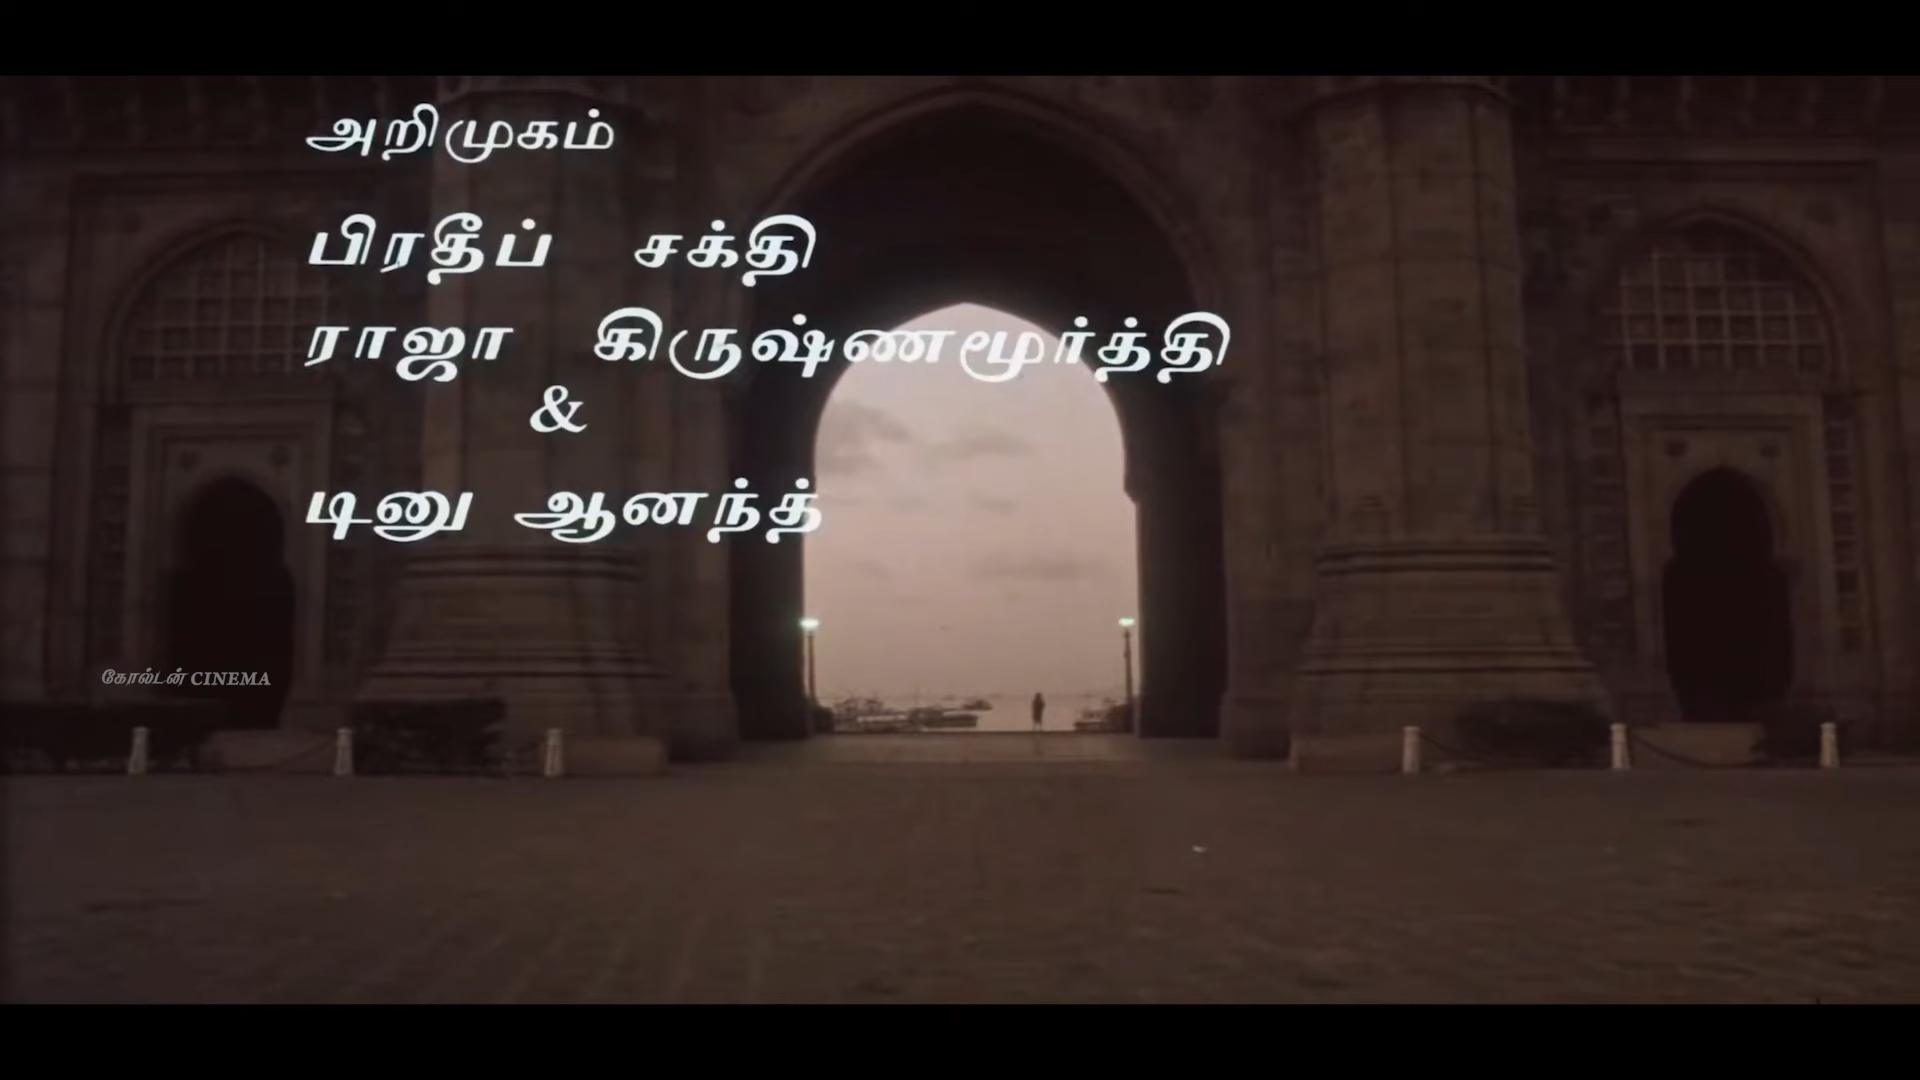 அறிமுகம்
பிரதீப் சக்தி
ராஜா கிருஷ்ணமூர்த்தி
&
டினு ஆனந்த்
கோல்டன் CINEMA